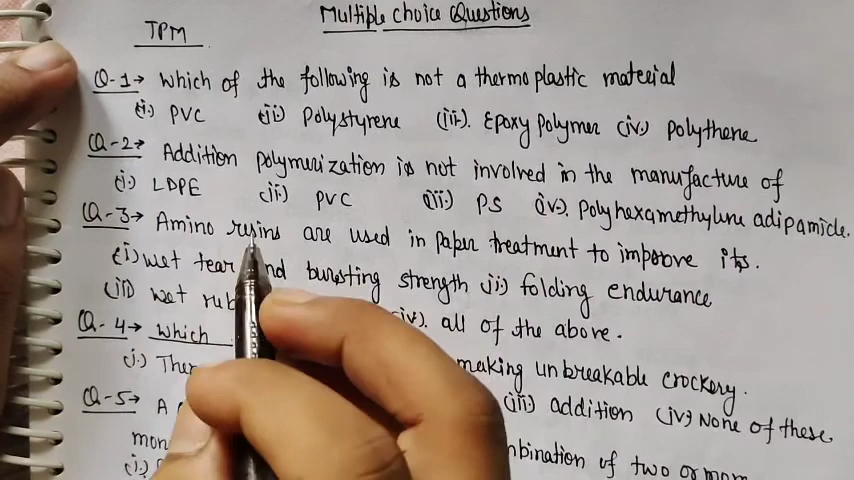 Multiple choice Questions
TPM
Q-1→ which of the following is not a thermoplastic material
(i.) PVC (ii.) Polystyrene (iii.) Epoxy Polymer (iv.) Polythene
Q-2→ Addition polymerization is not involved in the manufacture of
(i.) LDPE (ii.) PVC (iii.) PS (iv.) Polyhexamethylene adipamide.
Q-3→ Amino resins are used in paper treatment to improve its.
(i) wet tear and bursting strength (ii) folding endurance
(iii) wet rub (iv). all of the above.
Q-4→ which
(i.) making unbreakable crockery.
Q-5→ A (iii) addition (iv) None of these
(i.) of two or more